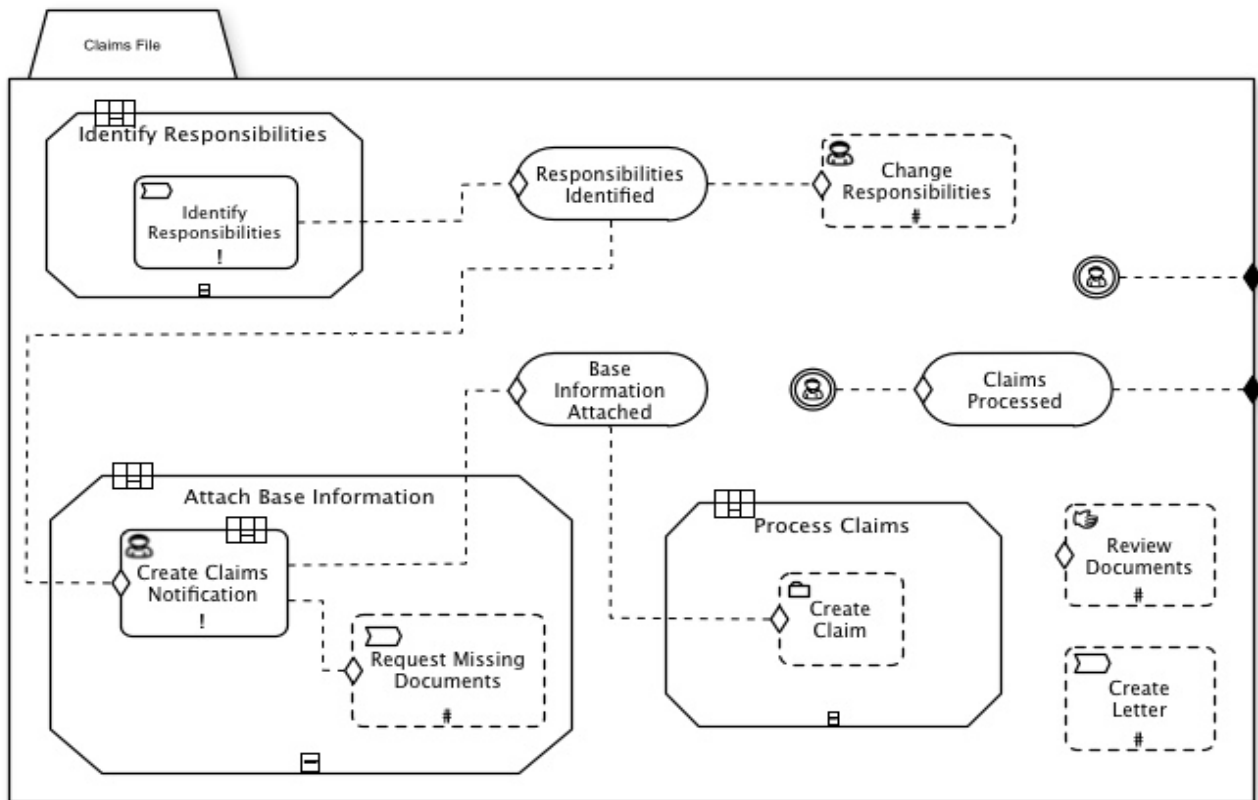 Claims File
Identify Responsibilities
Identify
Responsibilities
!
Responsibilities
Identified
Change
Responsibilities
#
Base
Information
Attached
Claims
Processed
Attach Base Information
Create Claims
Notification
!
Request Missing
Documents
#
Process Claims
Create
Claim
Review
Documents
#
Create
Letter
#